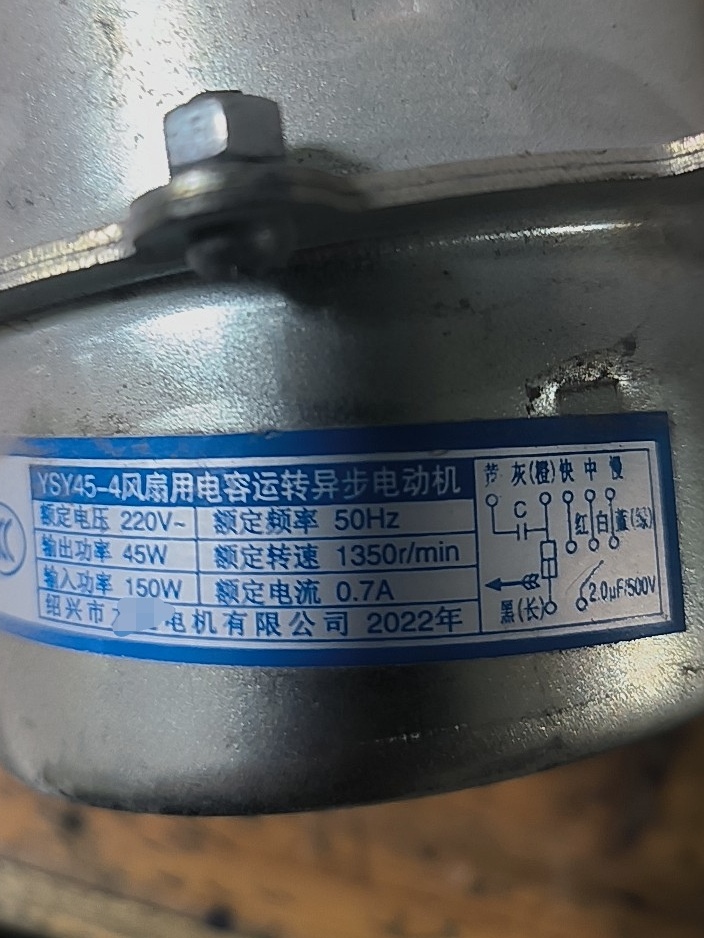 YSY45-4风扇用电容运转异步电动机
额定电压 220V~ 额定频率 50Hz
输出功率 45W 额定转速 1350r/min
输入功率 150W 额定电流 0.7A
绍兴市 电机有限公司 2022年
黄 灰(橙) 快 中 慢
C
红 白 蓝(绿)
2.0μF/500V
黑(长)